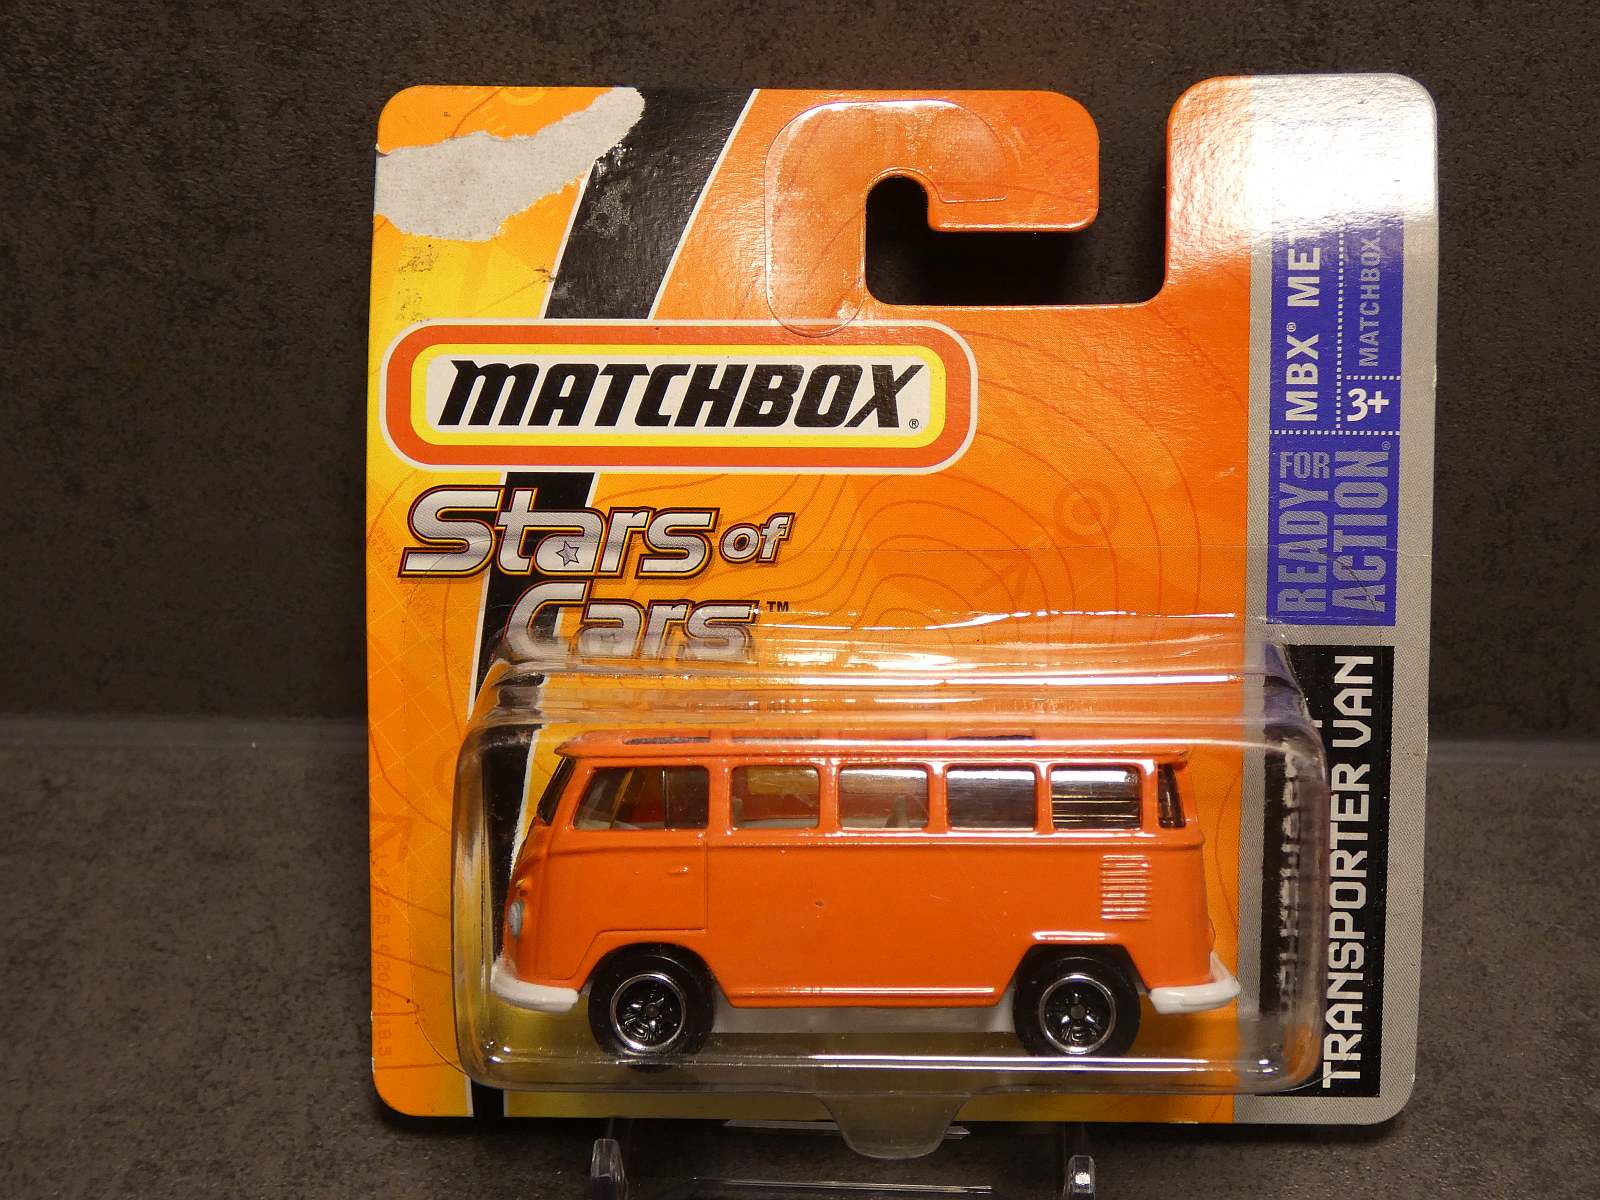 MATCHBOX®
Stars of
Cars™
MBX® ME
MATCHBOX
3+
READY FOR
ACTION®
TRANSPORTER VAN